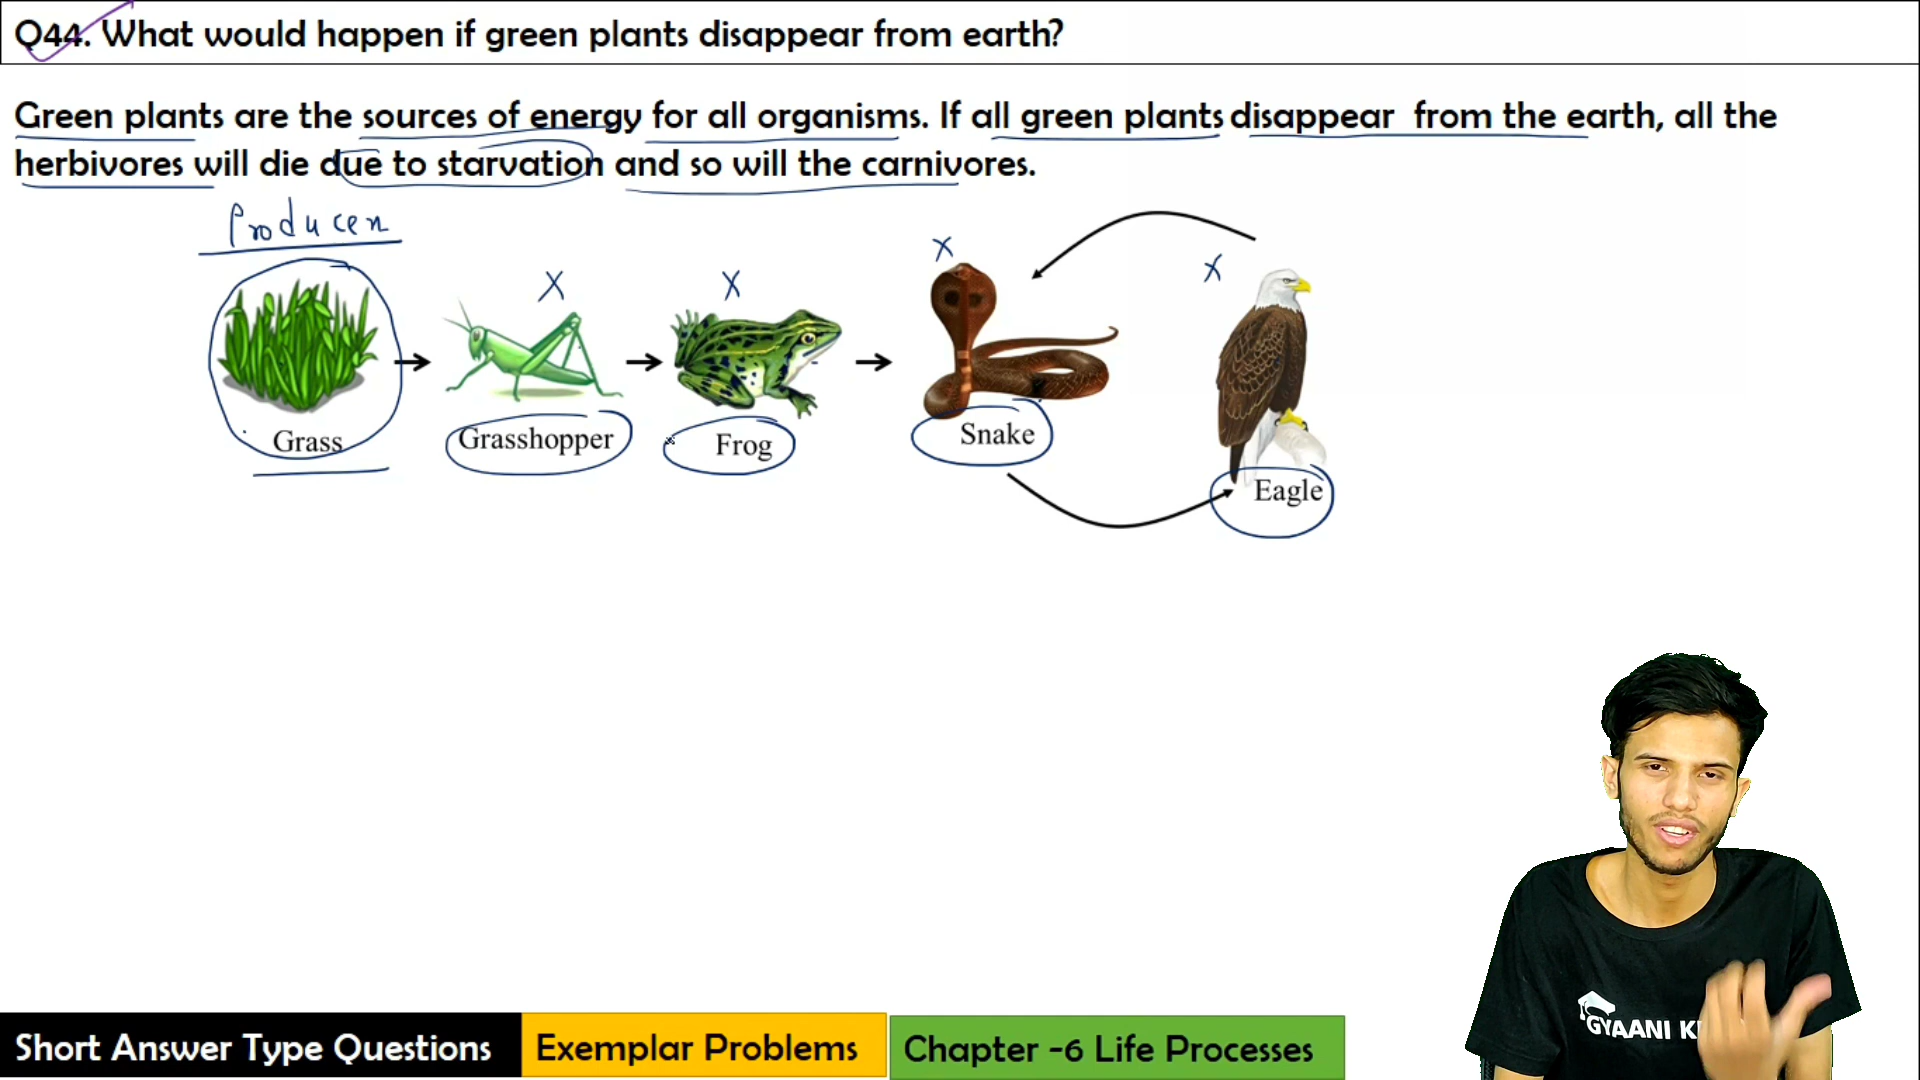 Q44. What would happen if green plants disappear from earth?
Green plants are the sources of energy for all organisms. If all green plants disappear from the earth, all the
herbivores will die due to starvation and so will the carnivores.
Producer
X X X X
Grass Grasshopper Frog Snake Eagle
GYAANI K
Short Answer Type Questions Exemplar Problems Chapter -6 Life Processes